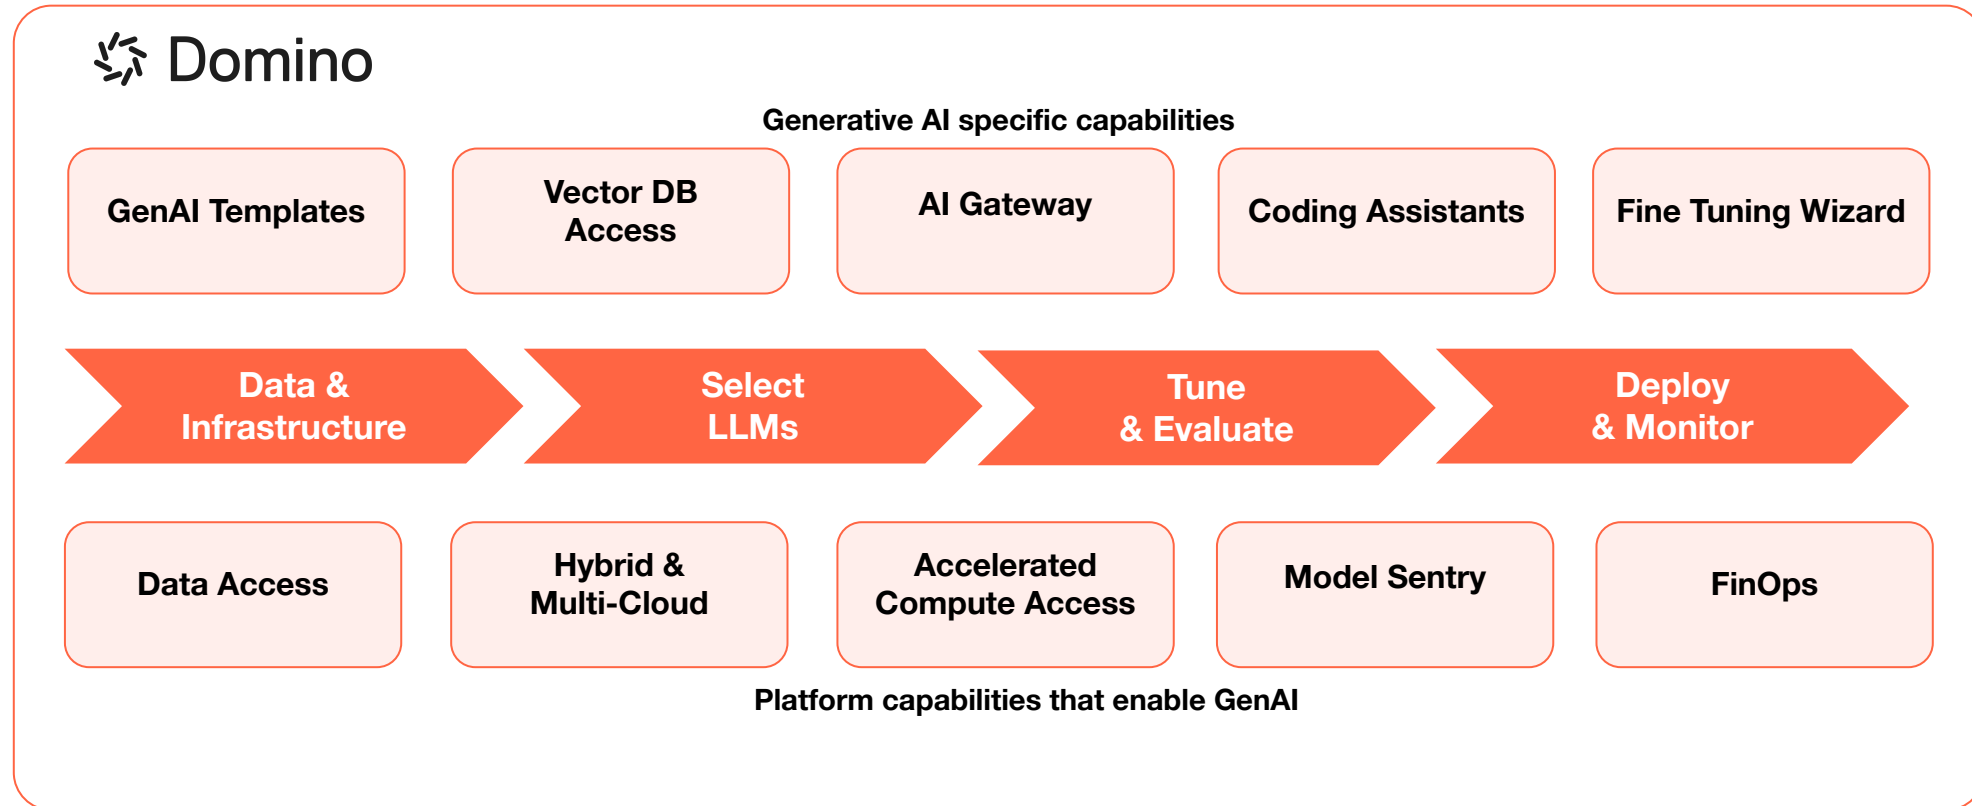 Domino
Generative AI specific capabilities
GenAI Templates
Vector DB
Access
AI Gateway
Coding Assistants
Fine Tuning Wizard
Data &
Infrastructure
Select
LLMs
Tune
& Evaluate
Deploy
& Monitor
Data Access
Hybrid &
Multi-Cloud
Accelerated
Compute Access
Model Sentry
FinOps
Platform capabilities that enable GenAI